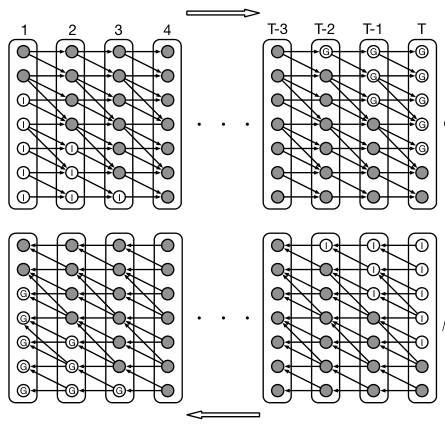 1 2 3 4 T-3 T-2 T-1 T
G G G
G G
I G G
I . . . G
I I G
I I
I I I
I I I
I I
G I I
G . . . I
G G I
G G
G G G